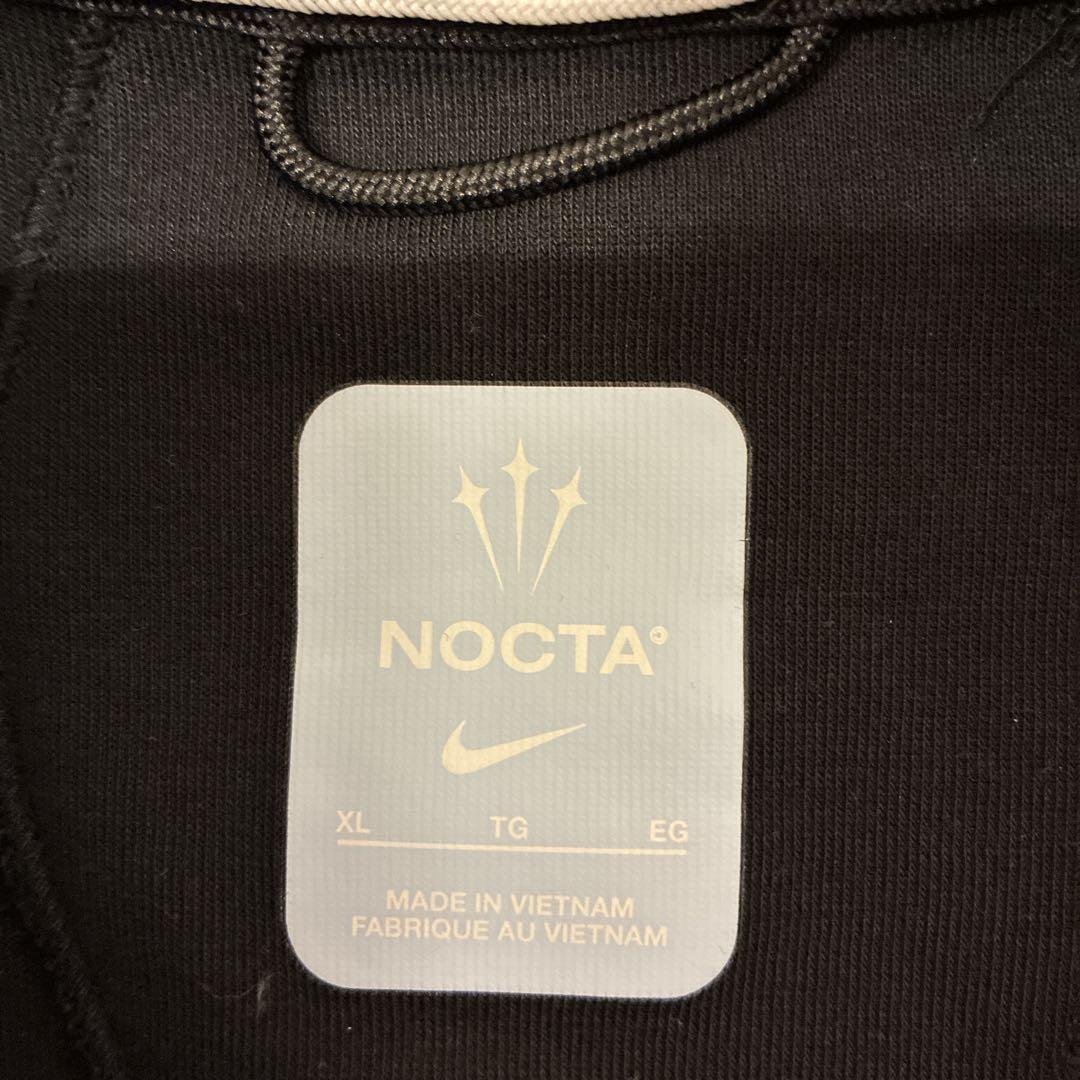 NOCTA®
XL TG EG
MADE IN VIETNAM
FABRIQUE AU VIETNAM